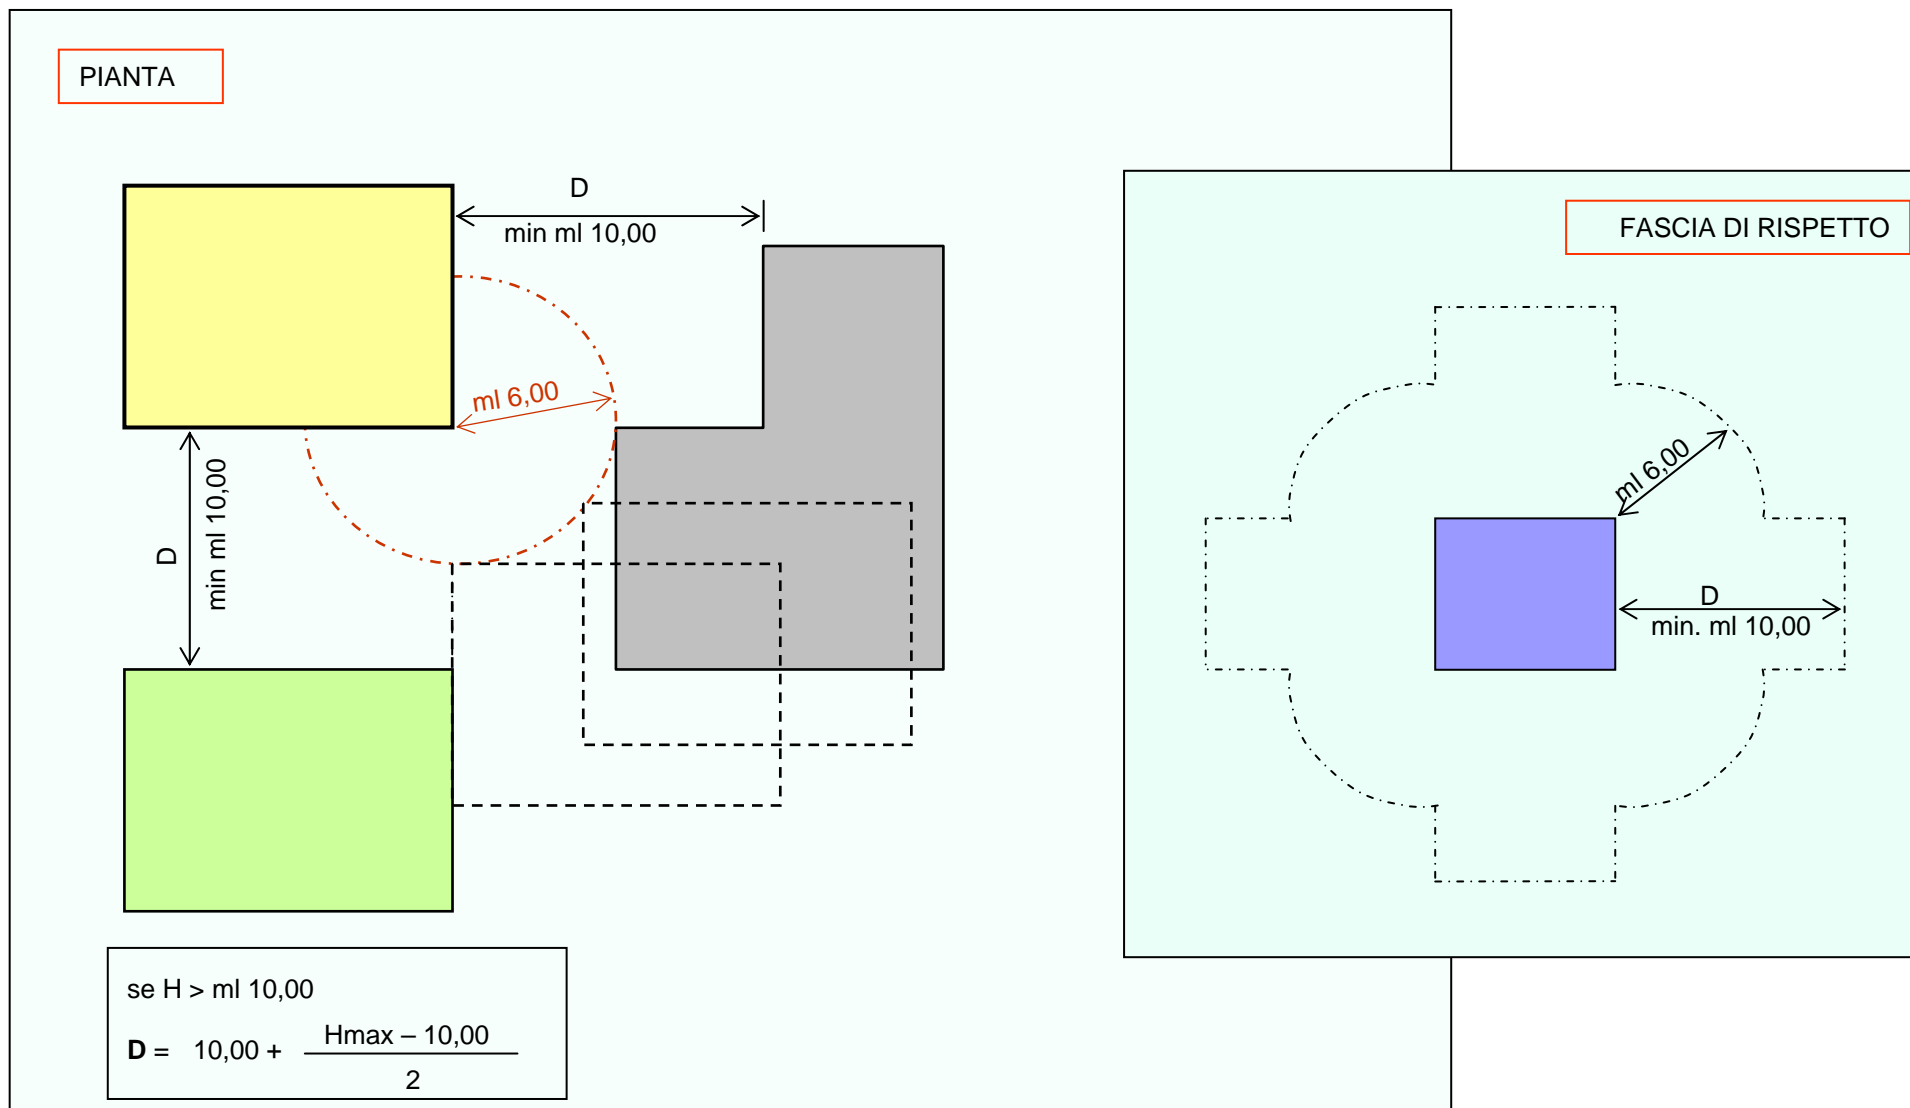 PIANTA
D
min ml 10,00
ml 6,00
D
min ml 10,00
se H > ml 10,00
D = 10,00 + Hmax – 10,00
2
FASCIA DI RISPETTO
ml 6,00
D
min. ml 10,00